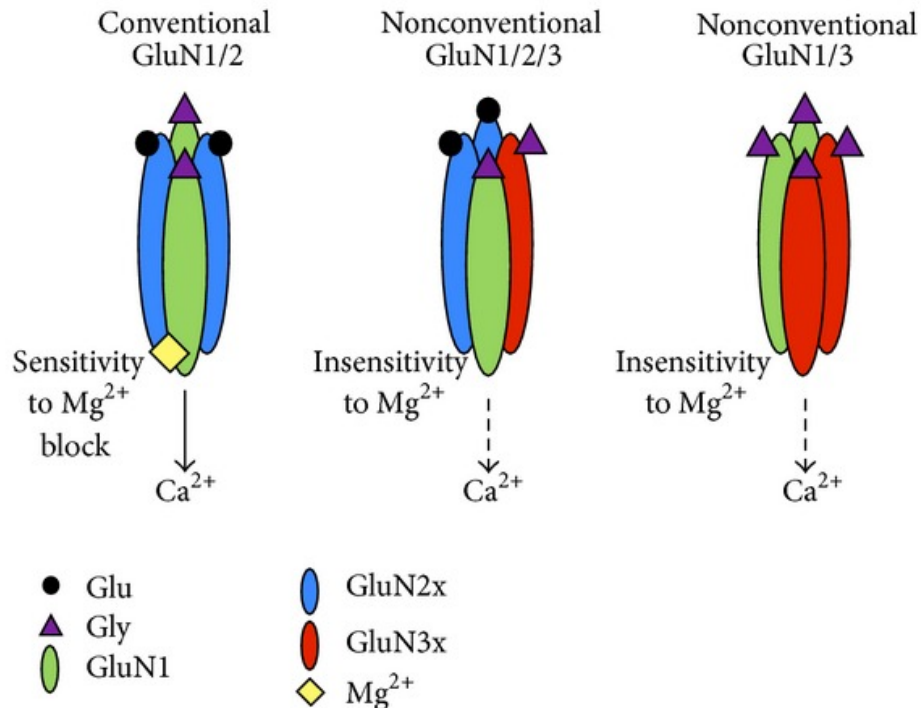 Conventional
GluN1/2
Nonconventional
GluN1/2/3
Nonconventional
GluN1/3
Sensitivity
to Mg²⁺
block
Insensitivity
to Mg²⁺
Insensitivity
to Mg²⁺
Ca²⁺
Ca²⁺
Ca²⁺
Glu
Gly
GluN1
GluN2x
GluN3x
Mg²⁺